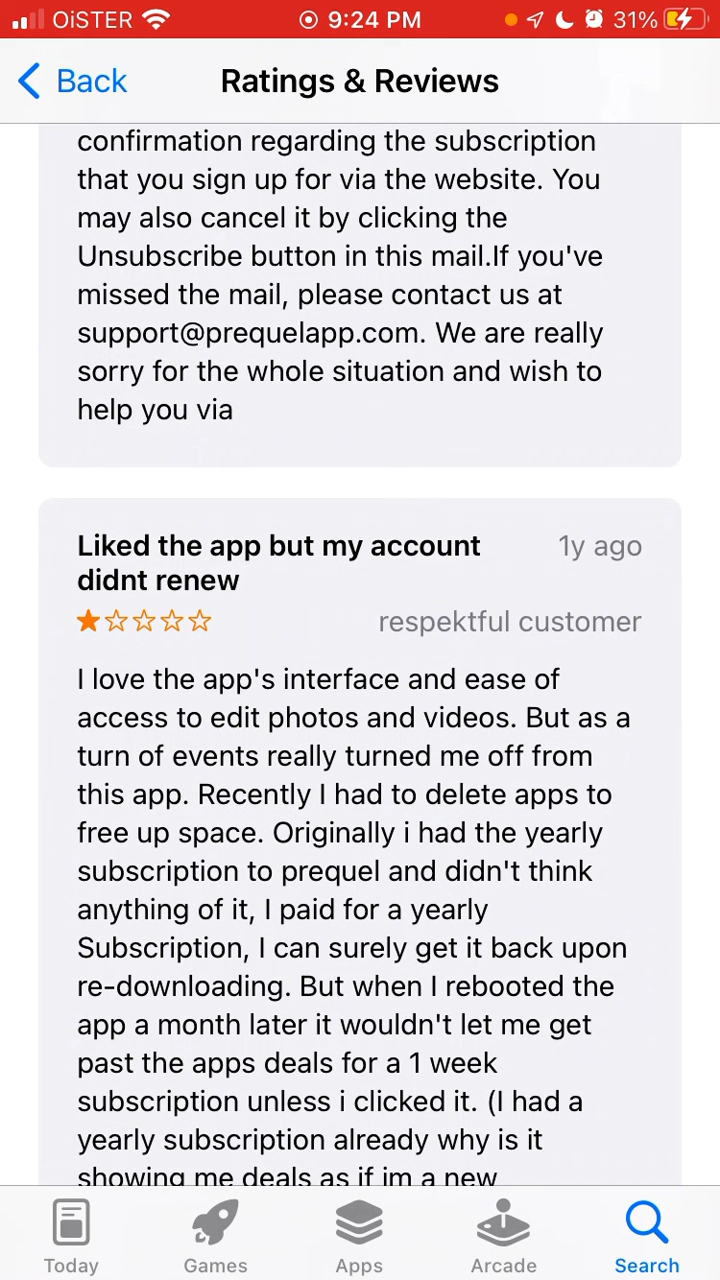 OiSTER 9:24 PM 31%
Back Ratings & Reviews
confirmation regarding the subscription
that you sign up for via the website. You
may also cancel it by clicking the
Unsubscribe button in this mail.If you've
missed the mail, please contact us at
support@prequelapp.com. We are really
sorry for the whole situation and wish to
help you via
Liked the app but my account 1y ago
didnt renew
respektful customer
I love the app's interface and ease of
access to edit photos and videos. But as a
turn of events really turned me off from
this app. Recently I had to delete apps to
free up space. Originally i had the yearly
subscription to prequel and didn't think
anything of it, I paid for a yearly
Subscription, I can surely get it back upon
re-downloading. But when I rebooted the
app a month later it wouldn't let me get
past the apps deals for a 1 week
subscription unless i clicked it. (I had a
yearly subscription already why is it
showing me deals as if im a new
Today Games Apps Arcade Search